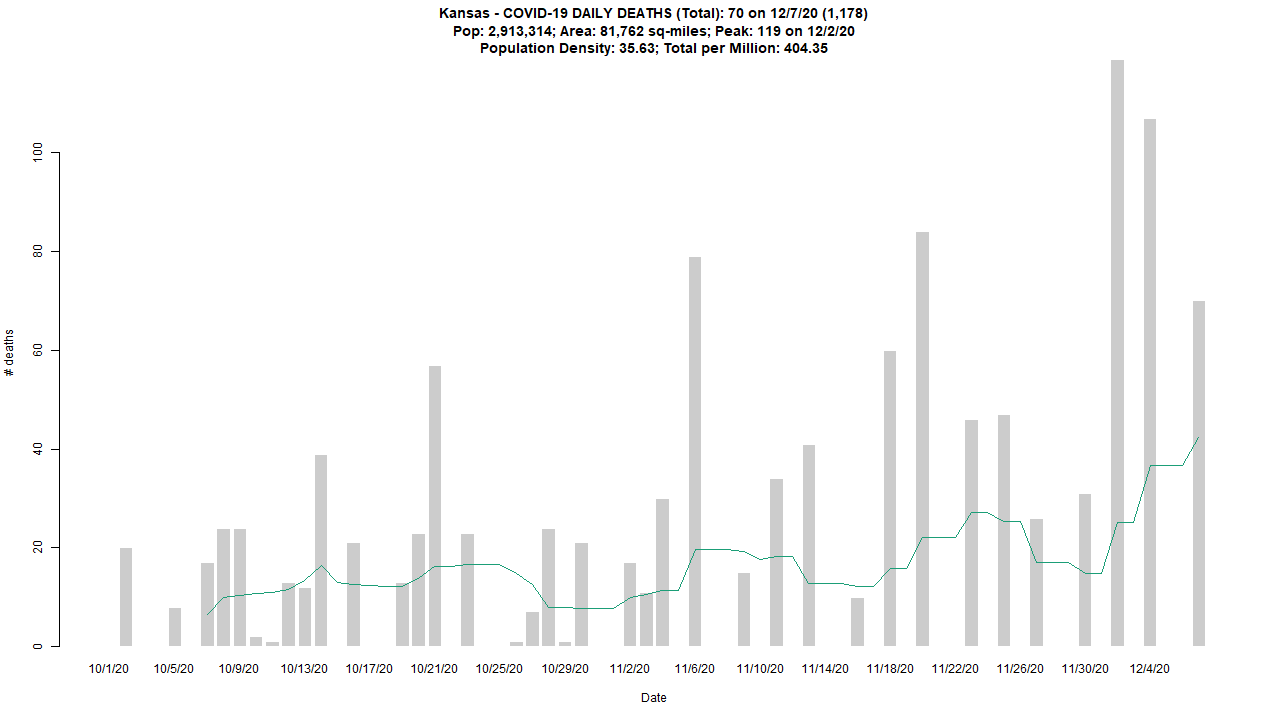 Kansas - COVID-19 DAILY DEATHS (Total): 70 on 12/7/20 (1,178)
Pop: 2,913,314; Area: 81,762 sq-miles; Peak: 119 on 12/2/20
Population Density: 35.63; Total per Million: 404.35
100
80
60
40
20
0
# deaths
10/1/20 10/5/20 10/9/20 10/13/20 10/17/20 10/21/20 10/25/20 10/29/20 11/2/20 11/6/20 11/10/20 11/14/20 11/18/20 11/22/20 11/26/20 11/30/20 12/4/20
Date